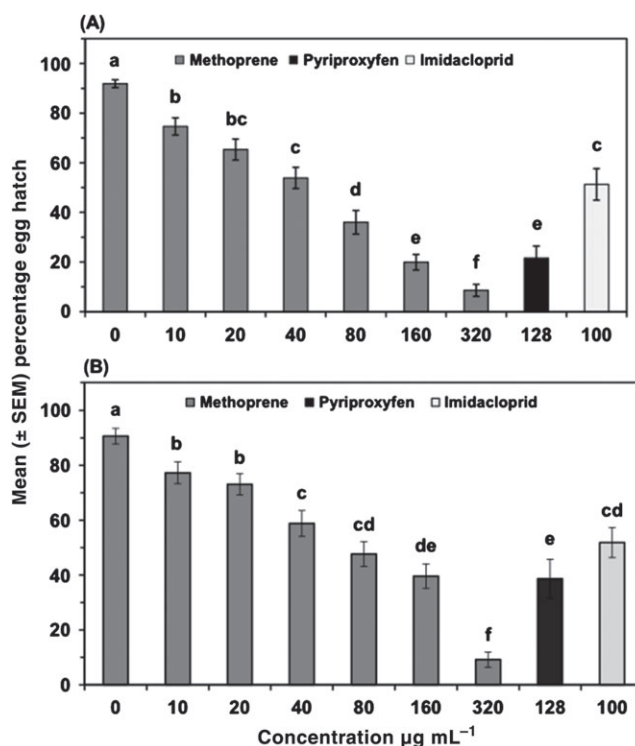 (A)
100
Methoprene Pyriproxyfen Imidacloprid
a
b
bc
c
d
e
f
e
c
80
60
40
20
0
0 10 20 40 80 160 320 128 100
(B)
100
Methoprene Pyriproxyfen Imidacloprid
a
b
b
c
cd
de
f
e
cd
80
60
40
20
0
0 10 20 40 80 160 320 128 100
Mean (± SEM) percentage egg hatch
Concentration µg mL⁻¹